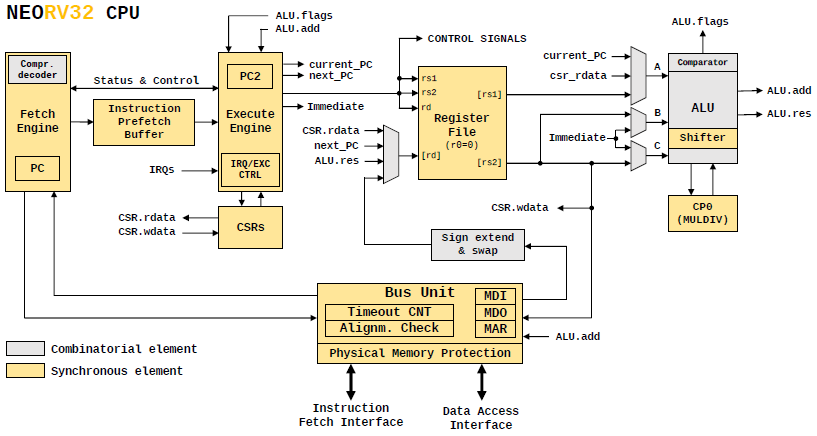 NEORV32 CPU
ALU.flags
ALU.add
ALU.flags
CONTROL SIGNALS
Compr.
decoder
Status & Control
PC2
current_PC
next_PC
rs1
rs2
rd
[rs1]
current_PC
csr_rdata
A
Comparator
ALU
ALU.add
ALU.res
Fetch
Engine
Instruction
Prefetch
Buffer
Execute
Engine
Immediate
Register
File
(r0=0)
[rd]
[rs2]
CSR.rdata
next_PC
ALU.res
B
Immediate
C
Shifter
PC
IRQs
IRQ/EXC
CTRL
CSR.rdata
CSR.wdata
CSRs
CSR.wdata
CP0
(MULDIV)
Sign extend
& swap
Bus Unit
MDI
Timeout CNT
MDO
Alignm. Check
MAR
ALU.add
Physical Memory Protection
Combinatorial element
Synchronous element
Instruction
Fetch Interface
Data Access
Interface